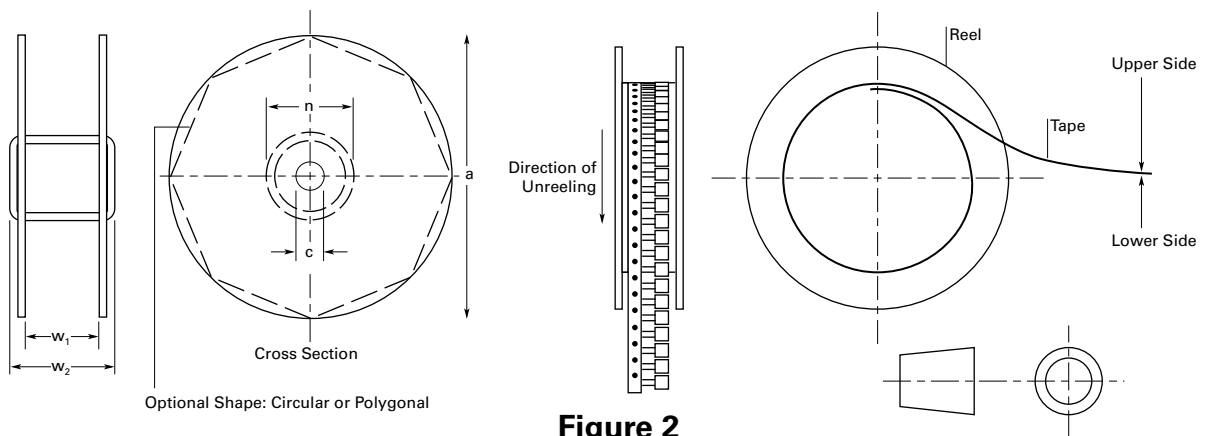 Reel
Upper Side
n
Tape
Direction of
Unreeling
a
c
Lower Side
w1
w2
Cross Section
Optional Shape: Circular or Polygonal
Figure 2